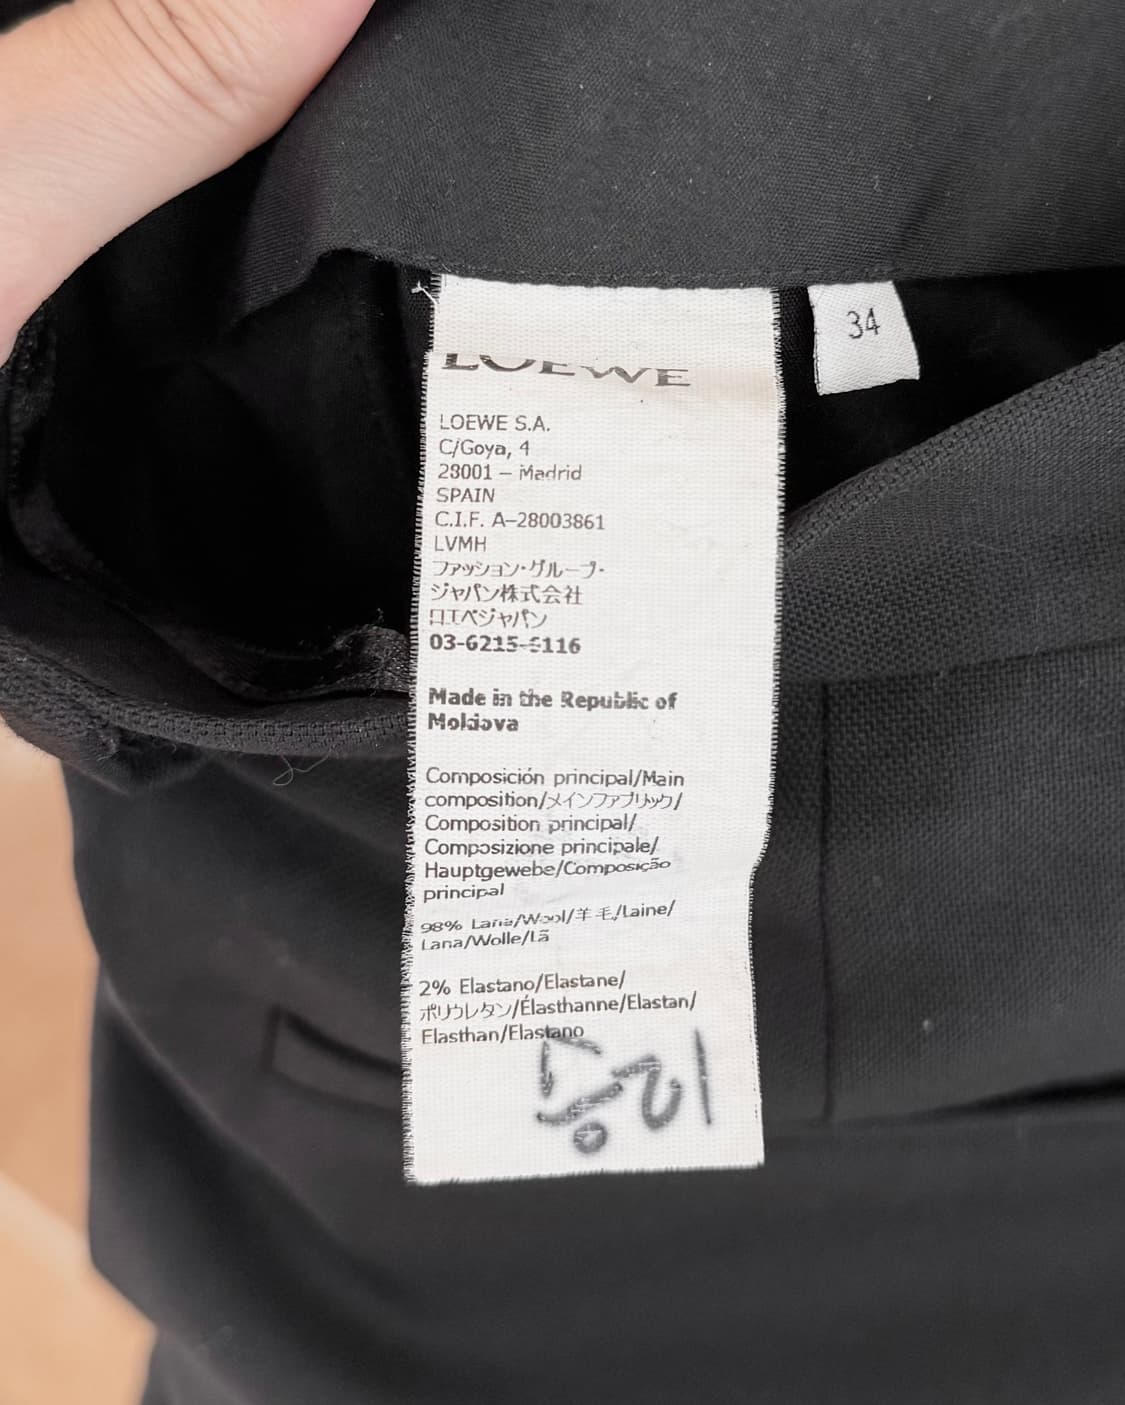 LOEWE
34
LOEWE S.A.
C/Goya, 4
28001 – Madrid
SPAIN
C.I.F. A–28003861
LVMH
ファッション・グループ・
ジャパン株式会社
ロエベジャパン
03-6215-6116
Made in the Republic of
Moldova
Composición principal/Main
composition/メインファブリック/
Composition principal/
Composizione principale/
Hauptgewebe/Composição
principal
98% Lana/Wool/羊毛/Laine/
Lana/Wolle/Lã
2% Elastano/Elastane/
ポリウレタン/Élasthanne/Elastan/
Elasthan/Elastano